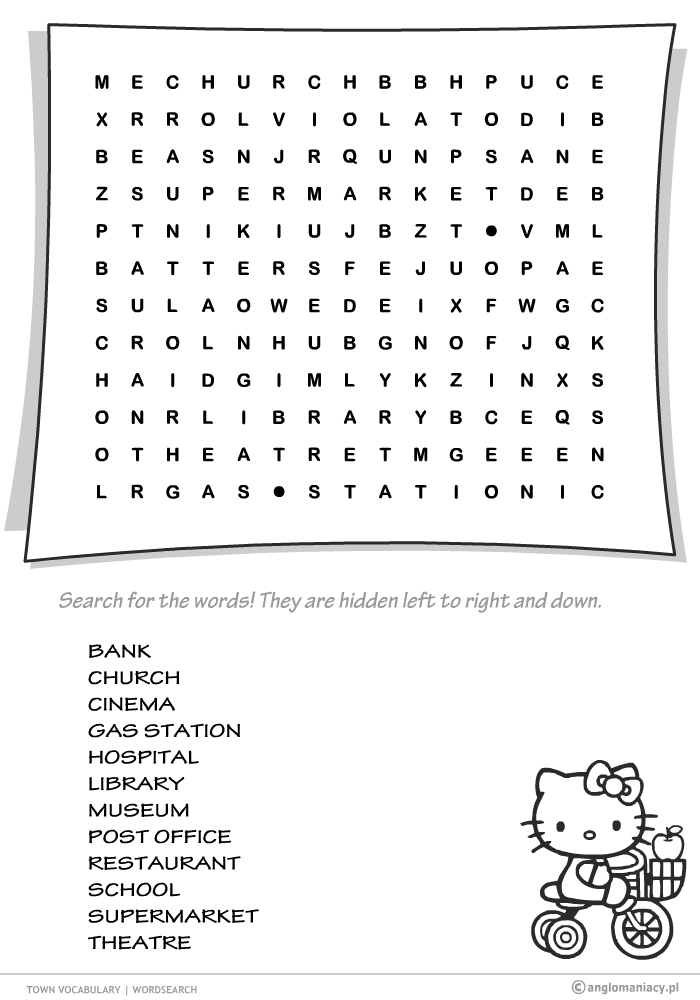 M E C H U R C H B B H P U C E
X R R O L V I O L A T O D I B
B E A S N J R Q U N P S A N E
Z S U P E R M A R K E T D E B
P T N I K I U J B Z T ● V M L
B A T T E R S F E J U O P A E
S U L A O W E D E I X F W G C
C R O L N H U B G N O F J Q K
H A I D G I M L Y K Z I N X S
O N R L I B R A R Y B C E Q S
O T H E A T R E T M G E E E N
L R G A S ● S T A T I O N I C
Search for the words! They are hidden left to right and down.
BANK
CHURCH
CINEMA
GAS STATION
HOSPITAL
LIBRARY
MUSEUM
POST OFFICE
RESTAURANT
SCHOOL
SUPERMARKET
THEATRE
TOWN VOCABULARY | WORDSEARCH
©anglomaniacy.pl